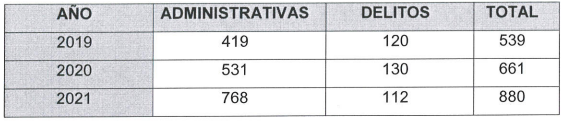 AÑO ADMINISTRATIVAS DELITOS TOTAL
2019 419 120 539
2020 531 130 661
2021 768 112 880